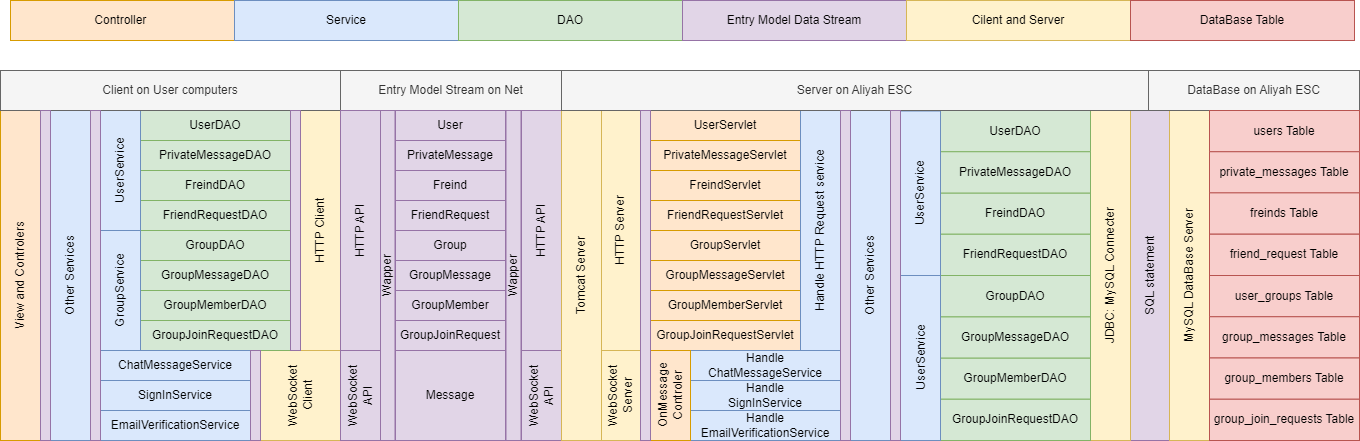 Controller
Service
DAO
Entry Model Data Stream
Cilent and Server
DataBase Table
Client on User computers
Entry Model Stream on Net
Server on Aliyah ESC
DataBase on Aliyah ESC
View and Controlers
Other Services
UserService
GroupService
UserDAO
PrivateMessageDAO
FreindDAO
FriendRequestDAO
GroupDAO
GroupMessageDAO
GroupMemberDAO
GroupJoinRequestDAO
HTTP Client
ChatMessageService
SignInService
EmailVerificationService
WebSocket
Client
HTTP API
WebSocket
API
Wapper
User
PrivateMessage
Freind
FriendRequest
Group
GroupMessage
GroupMember
GroupJoinRequest
Message
Wapper
HTTP API
WebSocket
API
Tomcat Server
HTTP Server
WebSocket
Server
UserServlet
PrivateMessageServlet
FreindServlet
FriendRequestServlet
GroupServlet
GroupMessageServlet
GroupMemberServlet
GroupJoinRequestServlet
OnMessage
Controler
Handle HTTP Request service
Handle
ChatMessageService
Handle
SignInService
Handle
EmailVerificationService
Other Services
UserService
UserService
UserDAO
PrivateMessageDAO
FreindDAO
FriendRequestDAO
GroupDAO
GroupMessageDAO
GroupMemberDAO
GroupJoinRequestDAO
JDBC: MySQL Connecter
SQL statement
MySQL DataBase Server
users Table
private_messages Table
freinds Table
friend_request Table
user_groups Table
group_messages Table
group_members Table
group_join_requests Table